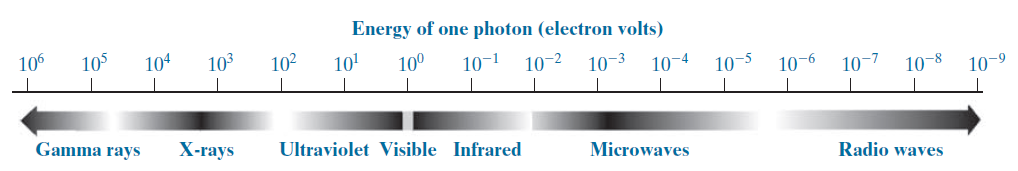 Energy of one photon (electron volts)
10⁶ 10⁵ 10⁴ 10³ 10² 10¹ 10⁰ 10⁻¹ 10⁻² 10⁻³ 10⁻⁴ 10⁻⁵ 10⁻⁶ 10⁻⁷ 10⁻⁸ 10⁻⁹
Gamma rays X-rays Ultraviolet Visible Infrared Microwaves Radio waves